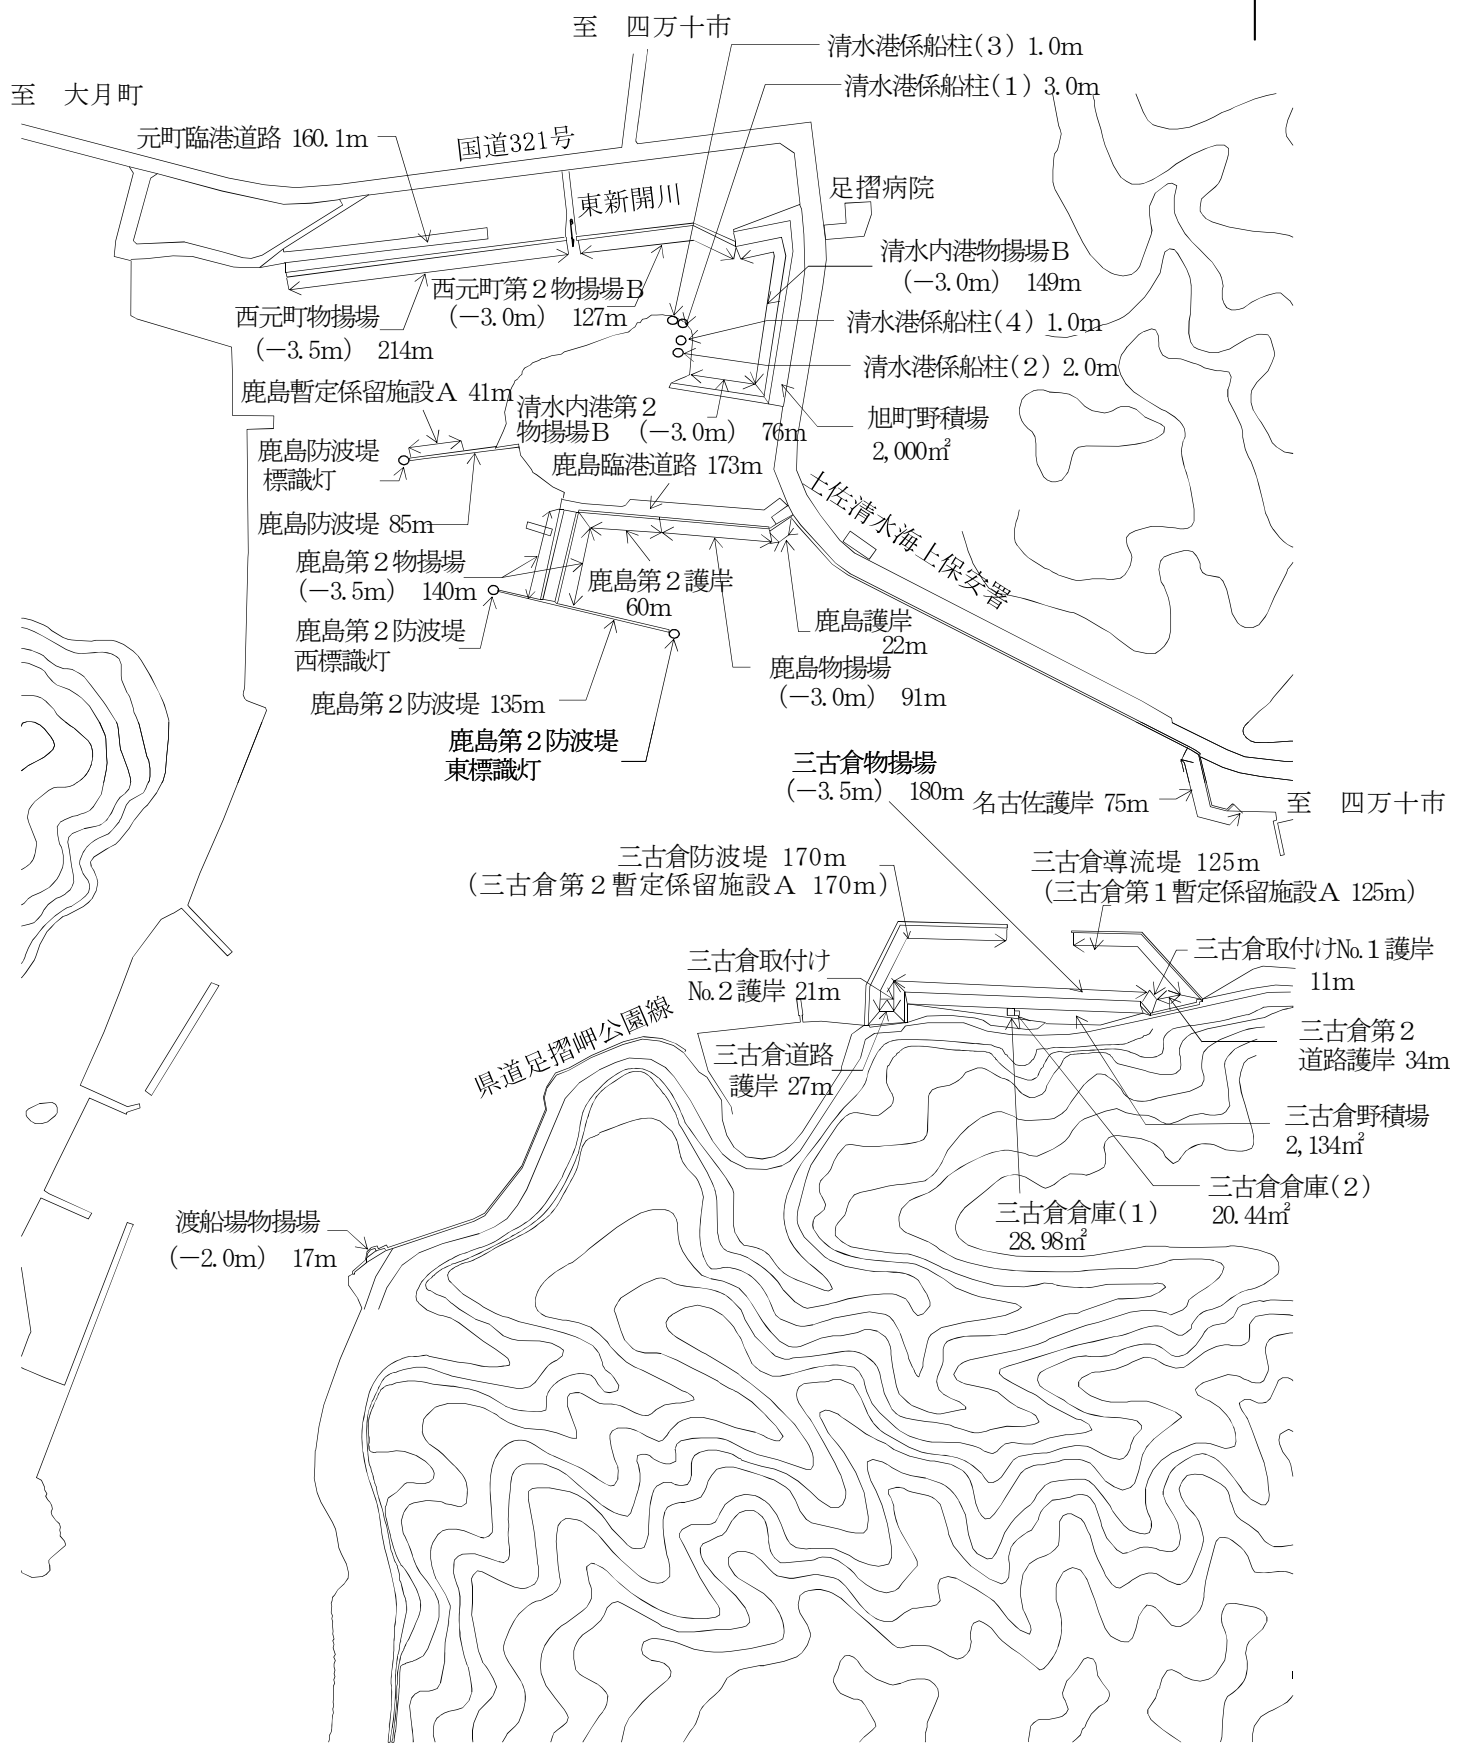 至　四万十市
清水港係船柱(３) 1.0m
清水港係船柱(１) 3.0m
至　大月町
元町臨港道路 160.1m
国道321号
足摺病院
東新開川
清水内港物揚場Ｂ
(－3.0m)　149m
西元町第２物揚場Ｂ
(－3.0m)　127m
西元町物揚場
(－3.5m)　214m
清水港係船柱(４) 1.0m
清水港係船柱(２) 2.0m
鹿島暫定係留施設Ａ 41m
清水内港第２
物揚場Ｂ　(－3.0m)　76m
旭町野積場
2,000㎡
鹿島防波堤
標識灯
鹿島臨港道路 173m
土佐清水海上保安署
鹿島防波堤 85m
鹿島第２物揚場
(－3.5m)　140m
鹿島第２護岸
60m
鹿島第２防波堤
西標識灯
鹿島護岸
22m
鹿島物揚場
(－3.0m)　91m
鹿島第２防波堤 135m
鹿島第２防波堤
東標識灯
三古倉物揚場
(－3.5m)　180m
名古佐護岸 75m
至　四万十市
三古倉防波堤 170m
(三古倉第２暫定係留施設Ａ 170m)
三古倉導流堤 125m
(三古倉第１暫定係留施設Ａ 125m)
三古倉取付けNo.１護岸
11m
三古倉取付け
No.２護岸 21m
県道足摺岬公園線
三古倉道路
護岸 27m
三古倉第２
道路護岸 34m
三古倉野積場
2,134㎡
三古倉倉庫(２)
20.44㎡
三古倉倉庫(１)
28.98㎡
渡船場物揚場
(－2.0m)　17m